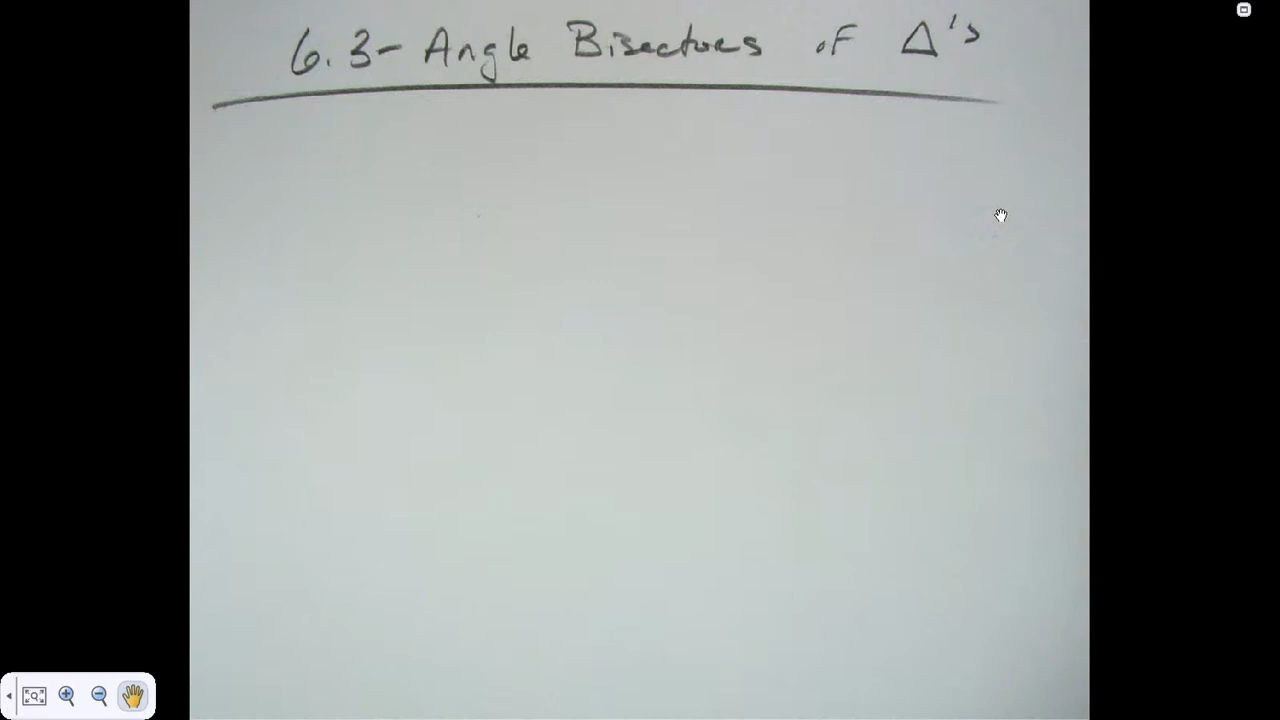 6.3- Angle Bisectors of Δ's